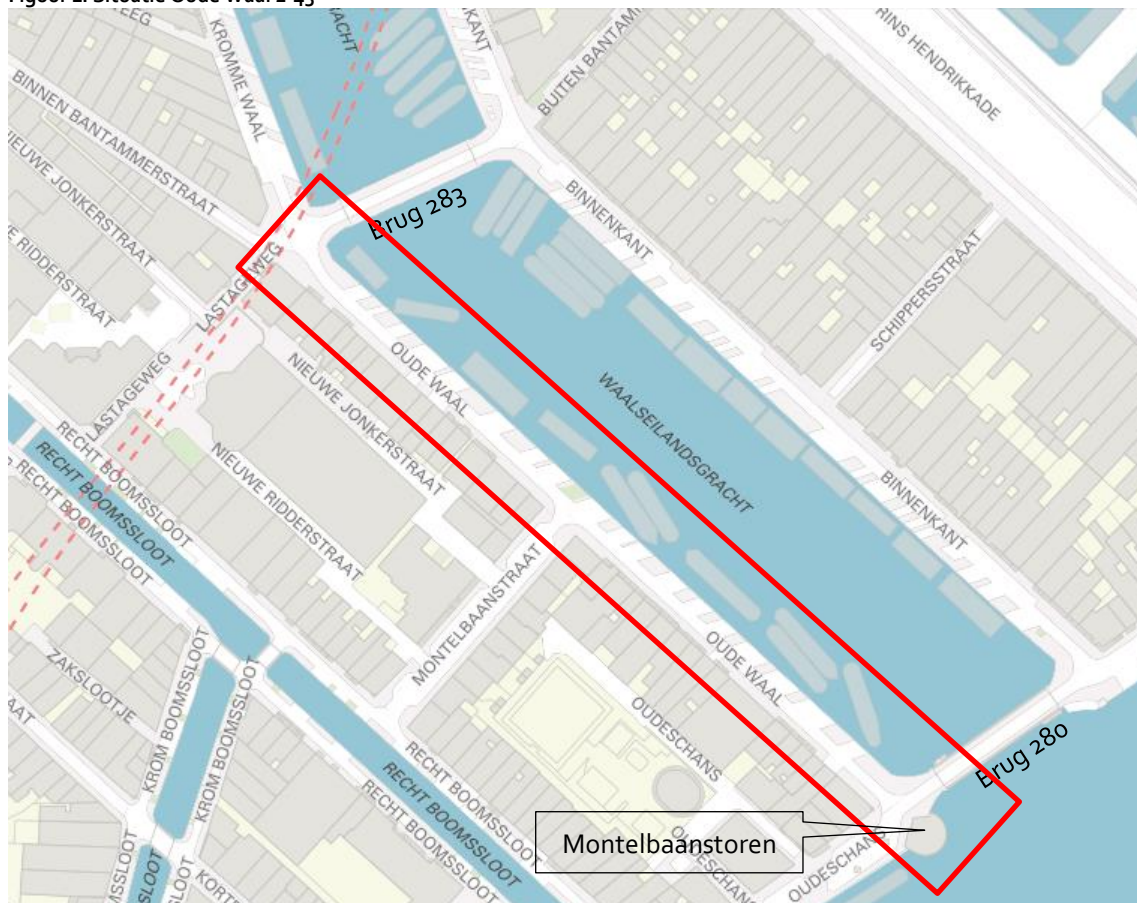 KROMME WAAL
BINNEN BANTAMMERSTRAAT
NIEUWE JONKERSTRAAT
RIDDERSTRAAT
LASTAGEWEG
LASTAGEWEG
Brug 283
BUITEN BANTAM
RINS HENDRIKKADE
BINNENKANT
SCHIPPERSSTRAAT
OUDE WAAL
NIEUWE JONKERSTRAAT
WAALSEILANDSGRACHT
BINNENKANT
RECHT BOOMSSLOOT
RECHT BOOMSSLOOT
RECHT BOOMSSLOOT
NIEUWE RIDDERSTRAAT
MONTELBAANSTRAAT
OUDE WAAL
ZAKSLOOTJE
KROM BOOMSSLOOT
KROM BOOMSSLOOT
OUDESCHANS
RECHT BOOMSSLOOT
RECHT BOOMSSLOOT
RECHT BOOMSSLOOT
Brug 280
Montelbaanstoren
OUDESCHANS
OUDESCHANS